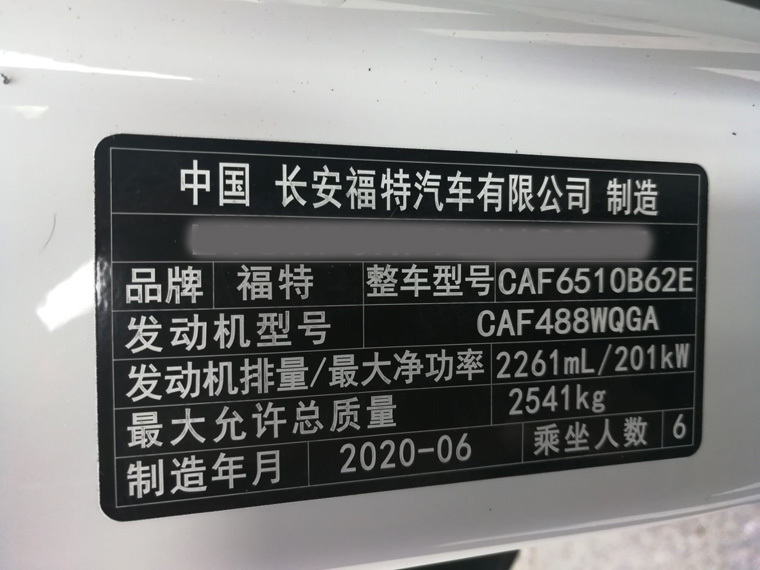 中国 长安福特汽车有限公司 制造
品牌 福特 整车型号 CAF6510B62E
发动机型号 CAF488WQGA
发动机排量/最大净功率 2261mL/201kW
最大允许总质量 2541kg
制造年月 2020-06 乘坐人数 6